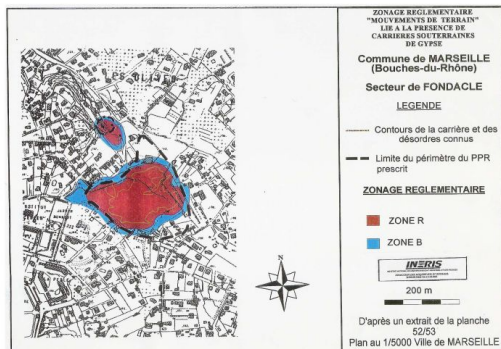 ZONAGE REGLEMENTAIRE
"MOUVEMENTS DE TERRAIN"
LIE A LA PRESENCE DE
CARRIERES SOUTERRAINES
DE GYPSE
Commune de MARSEILLE
(Bouches-du-Rhône)
Secteur de FONDACLE
LEGENDE
Contours de la carrière et des
désordres connus
Limite du périmètre du PPR
prescrit
ZONAGE REGLEMENTAIRE
ZONE R
ZONE B
INERIS
200 m
D'après un extrait de la planche
52/53
Plan au 1/5000 Ville de MARSEILLE
N